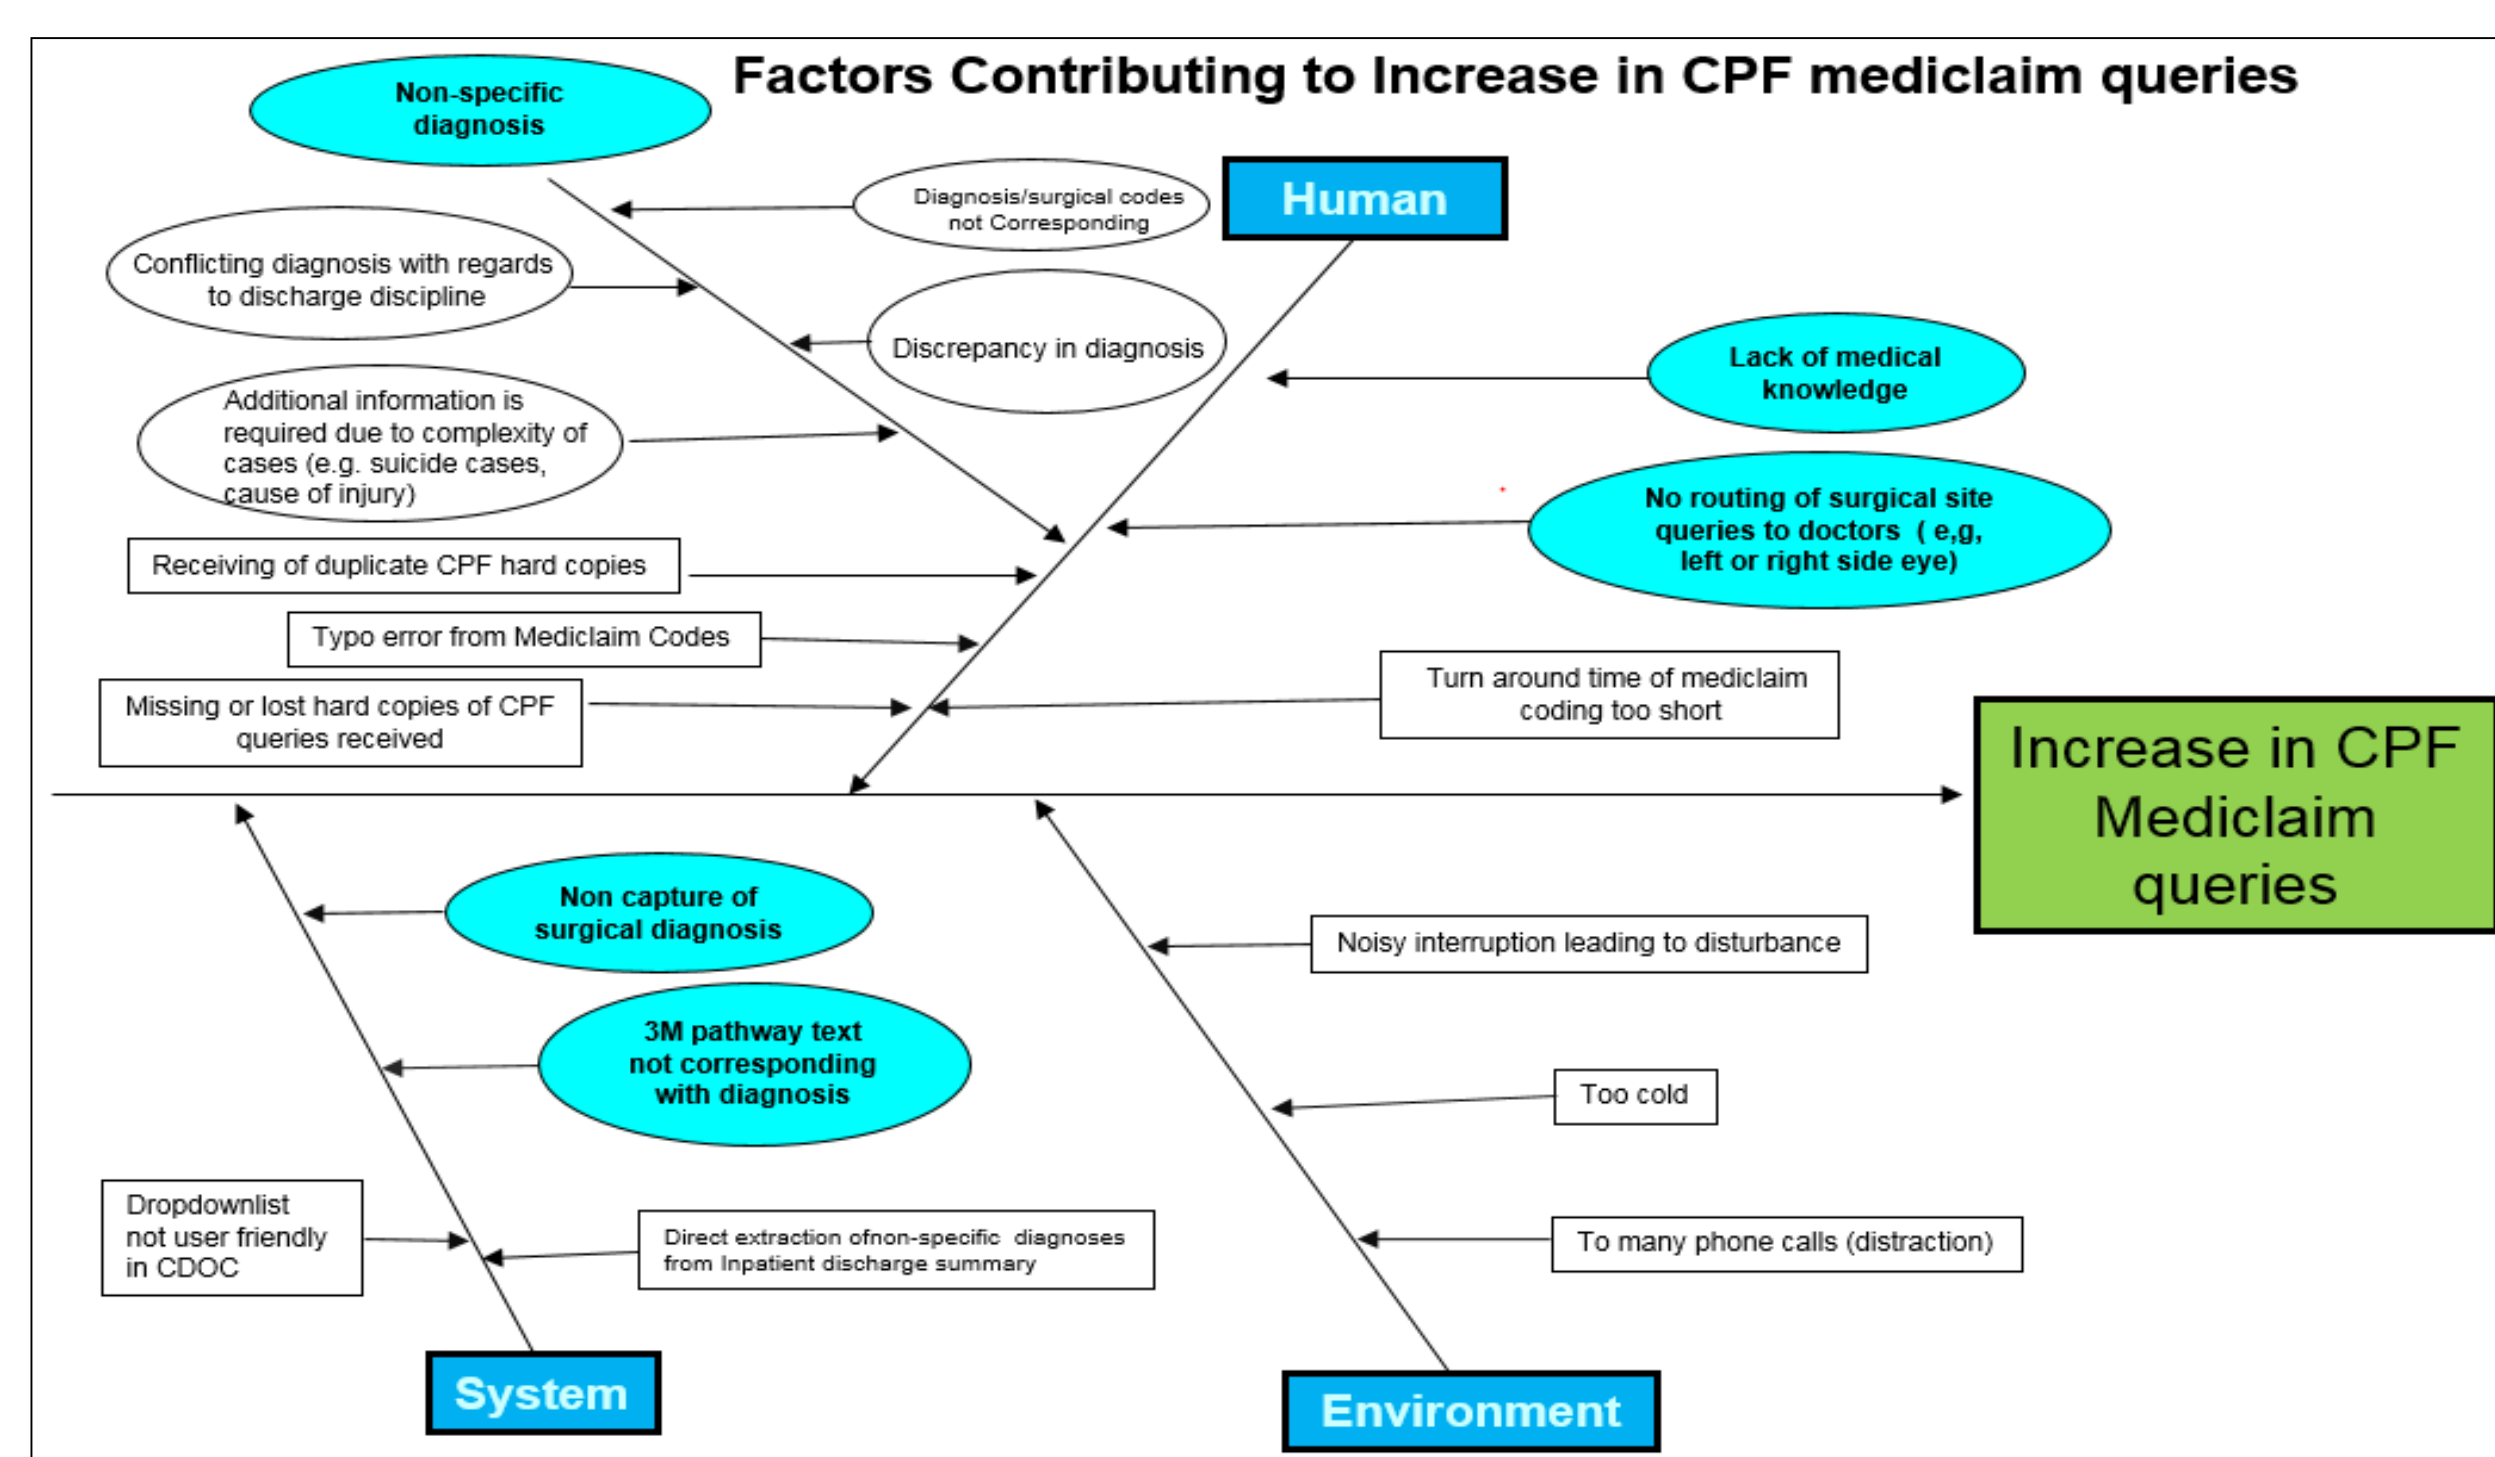 Factors Contributing to Increase in CPF mediclaim queries
Non-specific
diagnosis
Diagnosis/surgical codes
not Corresponding
Human
Conflicting diagnosis with regards
to discharge discipline
Discrepancy in diagnosis
Lack of medical
knowledge
Additional information is
required due to complexity of
cases (e.g. suicide cases,
cause of injury)
No routing of surgical site
queries to doctors ( e,g,
left or right side eye)
Receiving of duplicate CPF hard copies
Typo error from Mediclaim Codes
Missing or lost hard copies of CPF
queries received
Turn around time of mediclaim
coding too short
Increase in CPF
Mediclaim
queries
Non capture of
surgical diagnosis
Noisy interruption leading to disturbance
3M pathway text
not corresponding
with diagnosis
Too cold
Dropdownlist
not user friendly
in CDOC
Direct extraction ofnon-specific diagnoses
from Inpatient discharge summary
To many phone calls (distraction)
System
Environment